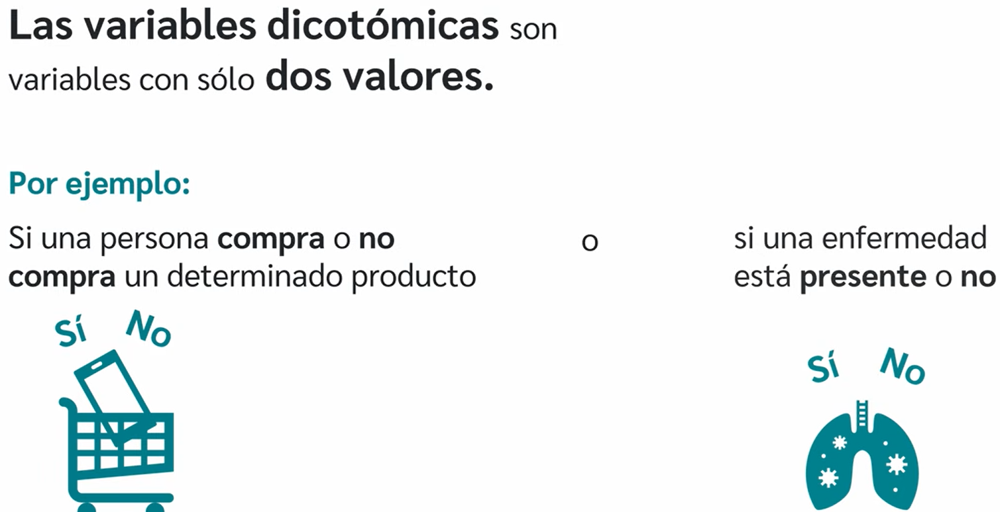 Las variables dicotómicas son
variables con sólo dos valores.
Por ejemplo:
Si una persona compra o no
compra un determinado producto
o
si una enfermedad
está presente o no
Sí No
Sí No